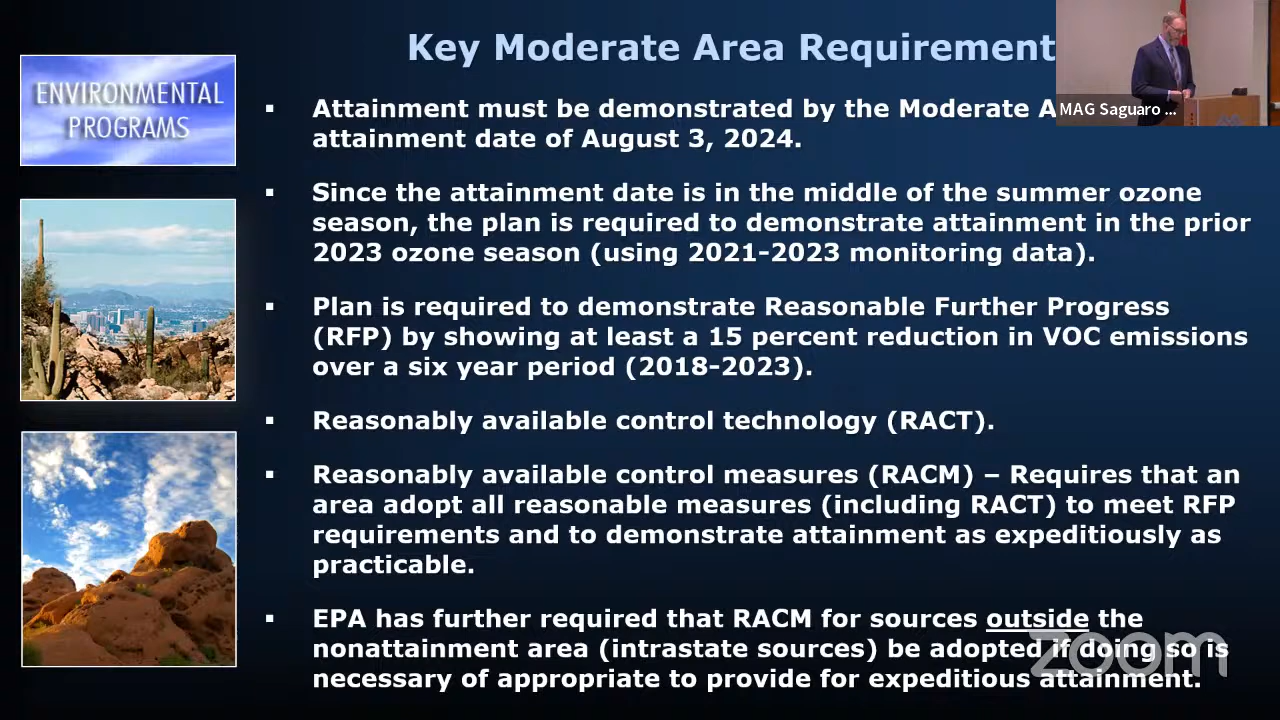 Key Moderate Area Requirement
ENVIRONMENTAL
PROGRAMS
MAG Saguaro ...
▪ Attainment must be demonstrated by the Moderate A
attainment date of August 3, 2024.
▪ Since the attainment date is in the middle of the summer ozone
season, the plan is required to demonstrate attainment in the prior
2023 ozone season (using 2021-2023 monitoring data).
▪ Plan is required to demonstrate Reasonable Further Progress
(RFP) by showing at least a 15 percent reduction in VOC emissions
over a six year period (2018-2023).
▪ Reasonably available control technology (RACT).
▪ Reasonably available control measures (RACM) – Requires that an
area adopt all reasonable measures (including RACT) to meet RFP
requirements and to demonstrate attainment as expeditiously as
practicable.
▪ EPA has further required that RACM for sources outside the
nonattainment area (intrastate sources) be adopted if doing so is
necessary of appropriate to provide for expeditious attainment.
zoom